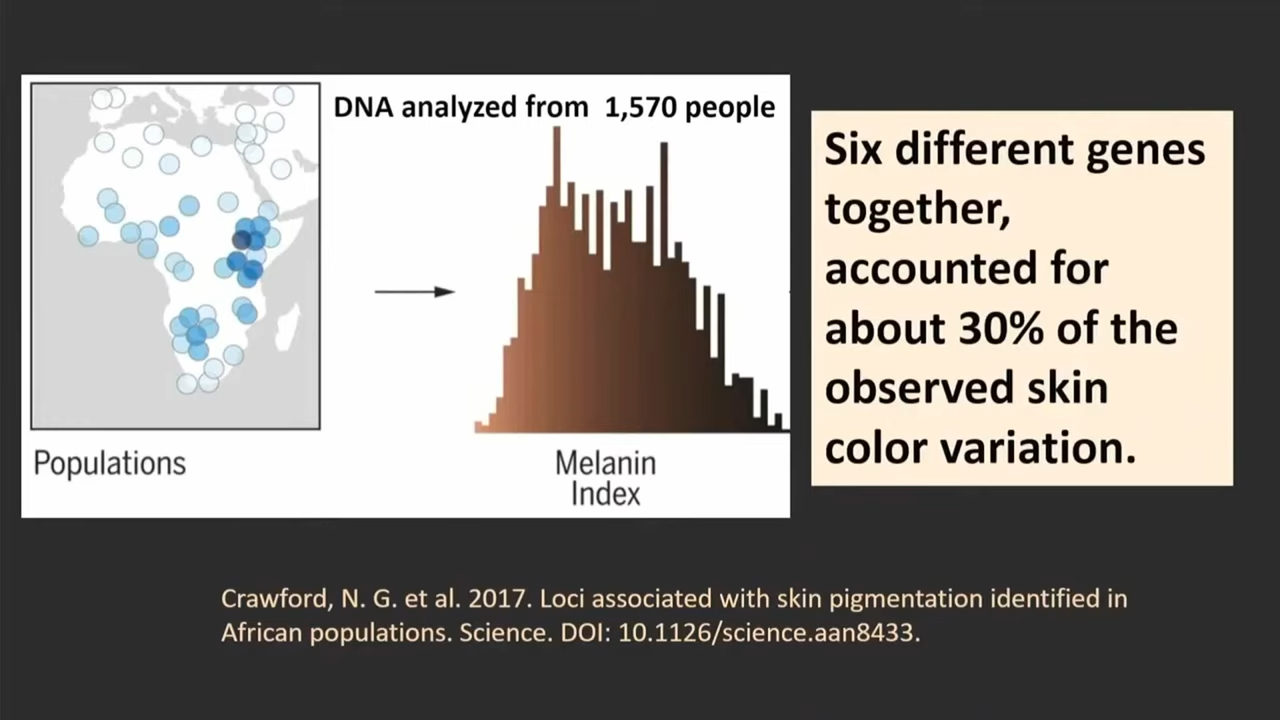 DNA analyzed from 1,570 people
Populations
Melanin
Index
Six different genes
together,
accounted for
about 30% of the
observed skin
color variation.
Crawford, N. G. et al. 2017. Loci associated with skin pigmentation identified in
African populations. Science. DOI: 10.1126/science.aan8433.